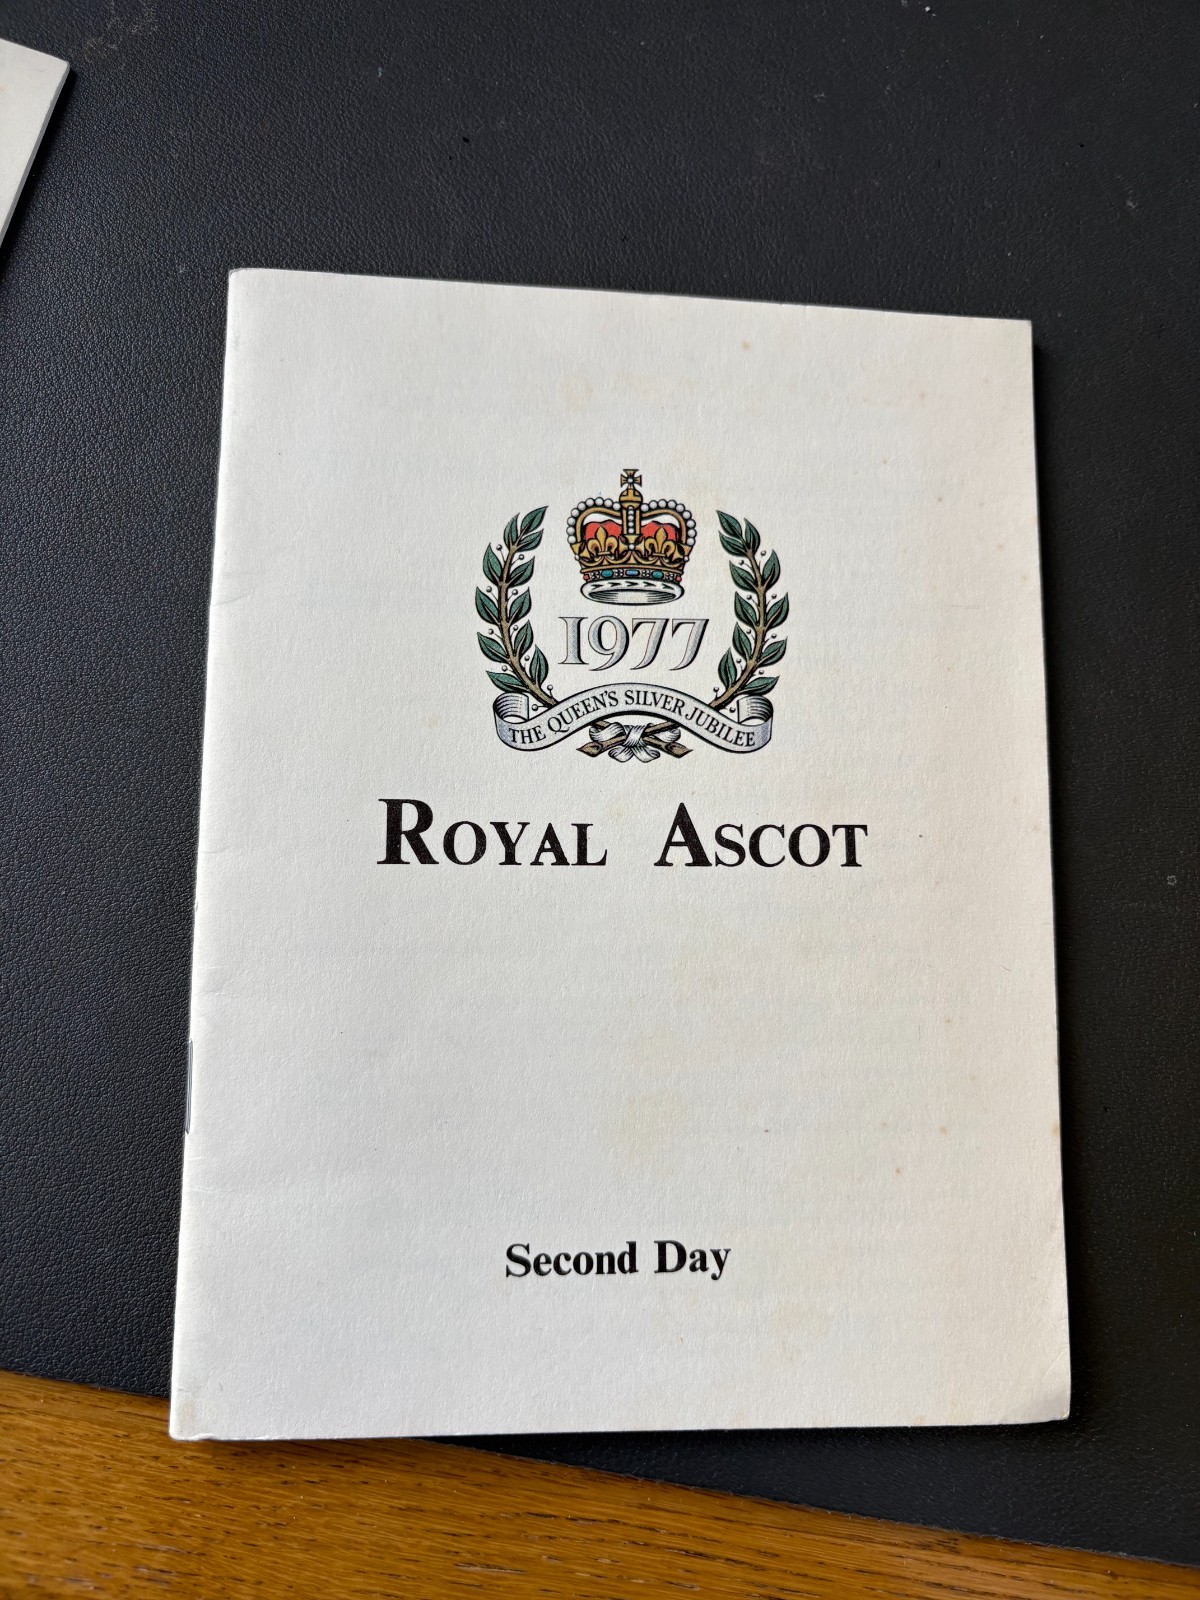 1977
THE QUEEN'S SILVER JUBILEE
ROYAL ASCOT
Second Day